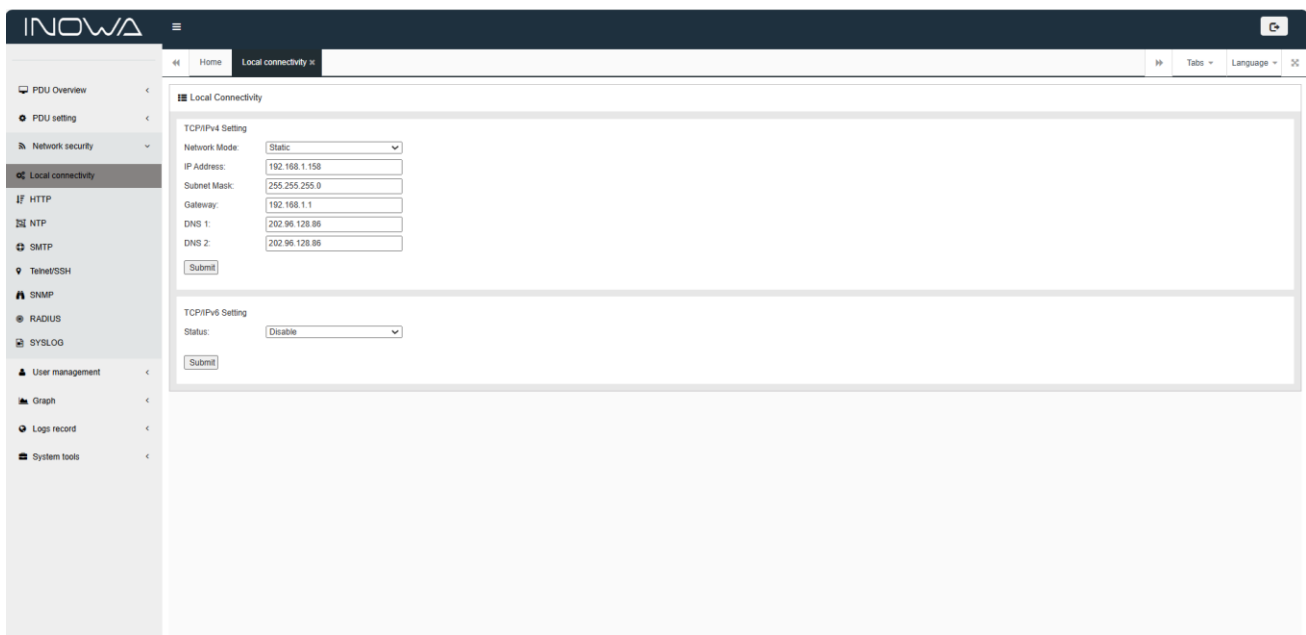 INOWA
Home
Local connectivity ×
Tabs
Language
PDU Overview
PDU setting
Network security
Local connectivity
HTTP
NTP
SMTP
Telnet/SSH
SNMP
RADIUS
SYSLOG
User management
Graph
Logs record
System tools
Local Connectivity
TCP/IPv4 Setting
Network Mode: Static
IP Address: 192.168.1.158
Subnet Mask: 255.255.255.0
Gateway: 192.168.1.1
DNS 1: 202.96.128.86
DNS 2: 202.96.128.86
Submit
TCP/IPv6 Setting
Status: Disable
Submit